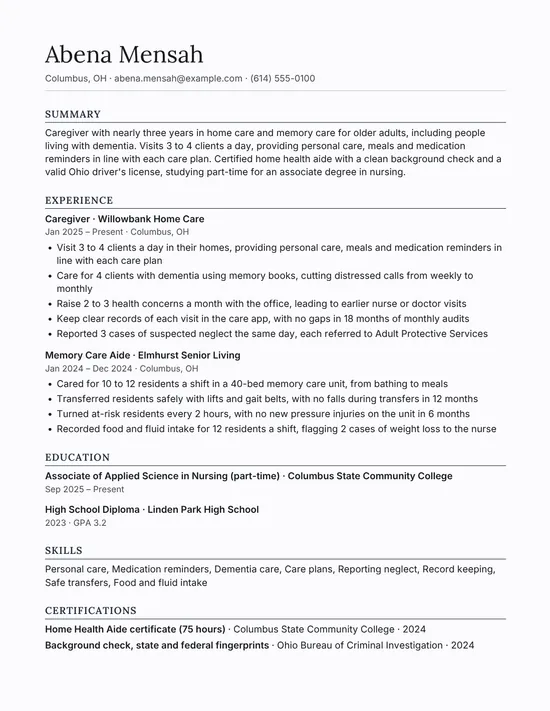 Abena Mensah
Columbus, OH · abena.mensah@example.com · (614) 555-0100
SUMMARY
Caregiver with nearly three years in home care and memory care for older adults, including people
living with dementia. Visits 3 to 4 clients a day, providing personal care, meals and medication
reminders in line with each care plan. Certified home health aide with a clean background check and a
valid Ohio driver's license, studying part-time for an associate degree in nursing.
EXPERIENCE
Caregiver · Willowbank Home Care
Jan 2025 – Present · Columbus, OH
• Visit 3 to 4 clients a day in their homes, providing personal care, meals and medication reminders in
line with each care plan
• Care for 4 clients with dementia using memory books, cutting distressed calls from weekly to
monthly
• Raise 2 to 3 health concerns a month with the office, leading to earlier nurse or doctor visits
• Keep clear records of each visit in the care app, with no gaps in 18 months of monthly audits
• Reported 3 cases of suspected neglect the same day, each referred to Adult Protective Services
Memory Care Aide · Elmhurst Senior Living
Jan 2024 – Dec 2024 · Columbus, OH
• Cared for 10 to 12 residents a shift in a 40-bed memory care unit, from bathing to meals
• Transferred residents safely with lifts and gait belts, with no falls during transfers in 12 months
• Turned at-risk residents every 2 hours, with no new pressure injuries on the unit in 6 months
• Recorded food and fluid intake for 12 residents a shift, flagging 2 cases of weight loss to the nurse
EDUCATION
Associate of Applied Science in Nursing (part-time) · Columbus State Community College
Sep 2025 – Present
High School Diploma · Linden Park High School
2023 · GPA 3.2
SKILLS
Personal care, Medication reminders, Dementia care, Care plans, Reporting neglect, Record keeping,
Safe transfers, Food and fluid intake
CERTIFICATIONS
Home Health Aide certificate (75 hours) · Columbus State Community College · 2024
Background check, state and federal fingerprints · Ohio Bureau of Criminal Investigation · 2024